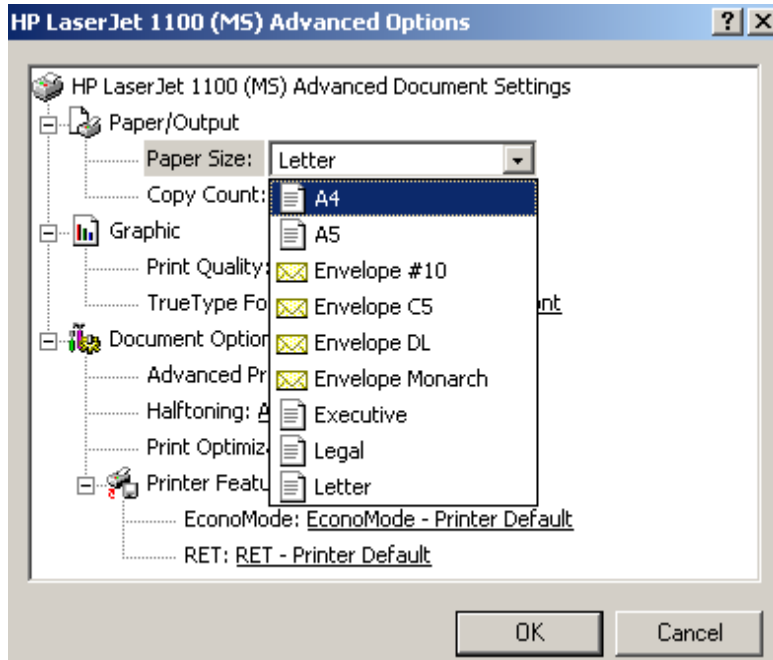 HP LaserJet 1100 (MS) Advanced Options
HP LaserJet 1100 (MS) Advanced Document Settings
Paper/Output
Paper Size: Letter
Copy Count:
A4
Graphic
A5
Print Quality:
Envelope #10
TrueType Fo
Envelope C5
nt
Document Option
Envelope DL
Advanced Pr
Envelope Monarch
Halftoning: A
Executive
Print Optimiz
Legal
Printer Featu
Letter
EconoMode: EconoMode - Printer Default
RET: RET - Printer Default
OK Cancel